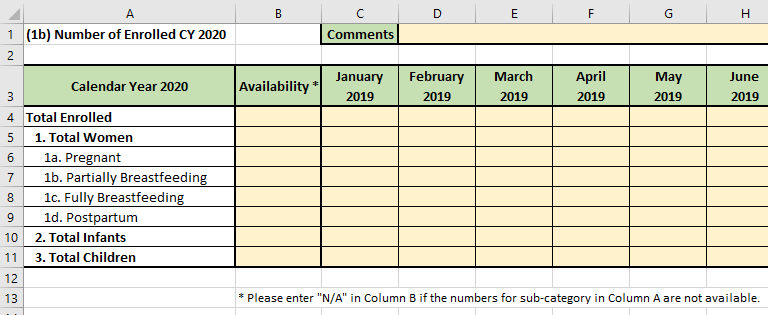 A B C D E F G H
1 (1b) Number of Enrolled CY 2020 Comments
2
3 Calendar Year 2020 Availability * January 2019 February 2019 March 2019 April 2019 May 2019 June 2019
4 Total Enrolled
5 1. Total Women
6 1a. Pregnant
7 1b. Partially Breastfeeding
8 1c. Fully Breastfeeding
9 1d. Postpartum
10 2. Total Infants
11 3. Total Children
12
13 * Please enter "N/A" in Column B if the numbers for sub-category in Column A are not available.